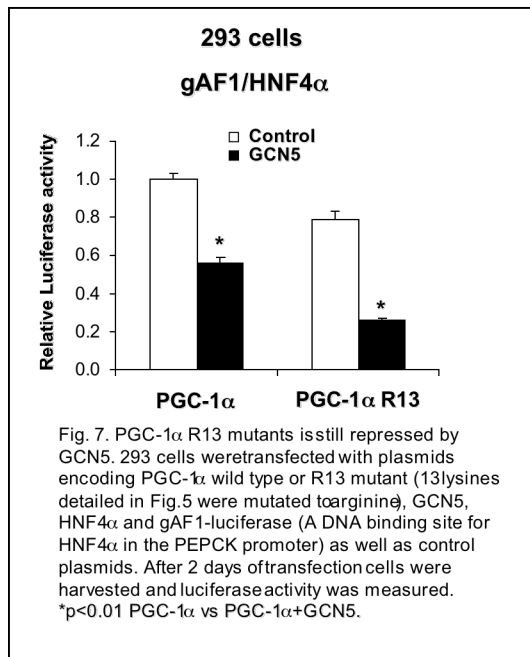 293 cells
gAF1/HNF4α
Control
GCN5
Relative Luciferase activity
1.2
1.0
0.8
0.6
0.4
0.2
0.0
*
*
PGC-1α
PGC-1α R13
Fig. 7. PGC-1α R13 mutants isstill repressed by
GCN5. 293 cells weretransfected with plasmids
encoding PGC-1α wild type or R13 mutant (13lysines
detailed in Fig.5 were mutated toarginine), GCN5,
HNF4α and gAF1-luciferase (A DNA binding site for
HNF4α in the PEPCK promoter) as well as control
plasmids. After 2 days of transfection cells were
harvested and luciferase activity was measured.
*p<0.01 PGC-1α vs PGC-1α+GCN5.